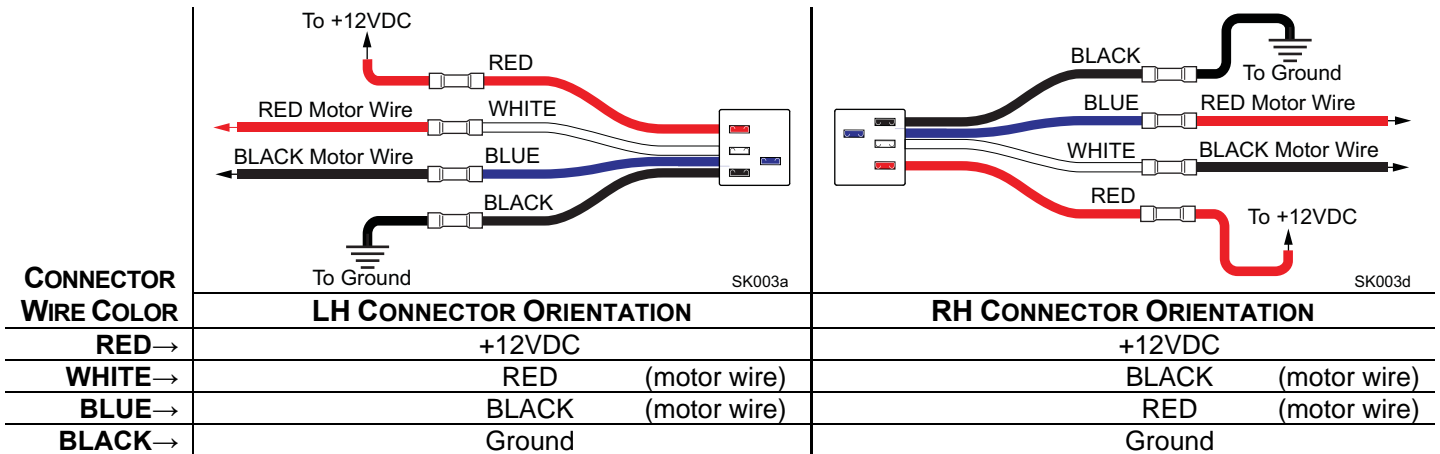 To +12VDC
RED
RED Motor Wire
WHITE
BLACK Motor Wire
BLUE
BLACK
To Ground
SK003a
BLACK
To Ground
BLUE
RED Motor Wire
WHITE
BLACK Motor Wire
RED
To +12VDC
SK003d
CONNECTOR
WIRE COLOR LH CONNECTOR ORIENTATION RH CONNECTOR ORIENTATION
RED→ +12VDC +12VDC
WHITE→ RED (motor wire) BLACK (motor wire)
BLUE→ BLACK (motor wire) RED (motor wire)
BLACK→ Ground Ground